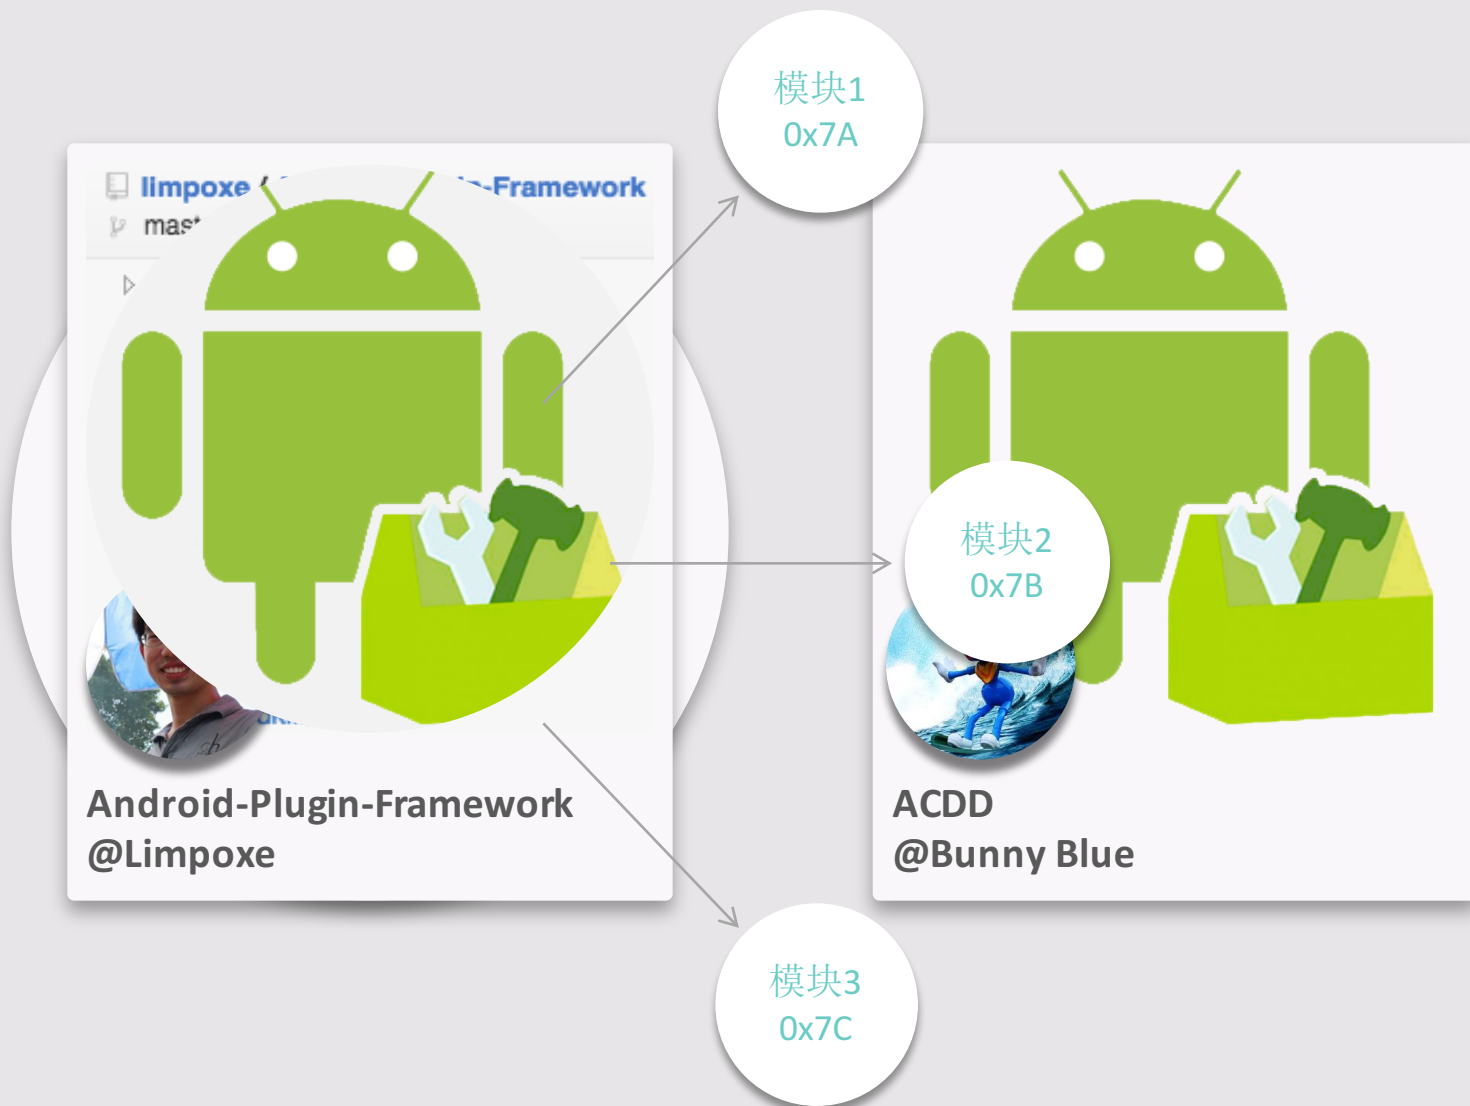 模块1
0x7A
limpoxe / -Framework
模块2
0x7B
Android-Plugin-Framework
@Limpoxe
ACDD
@Bunny Blue
模块3
0x7C